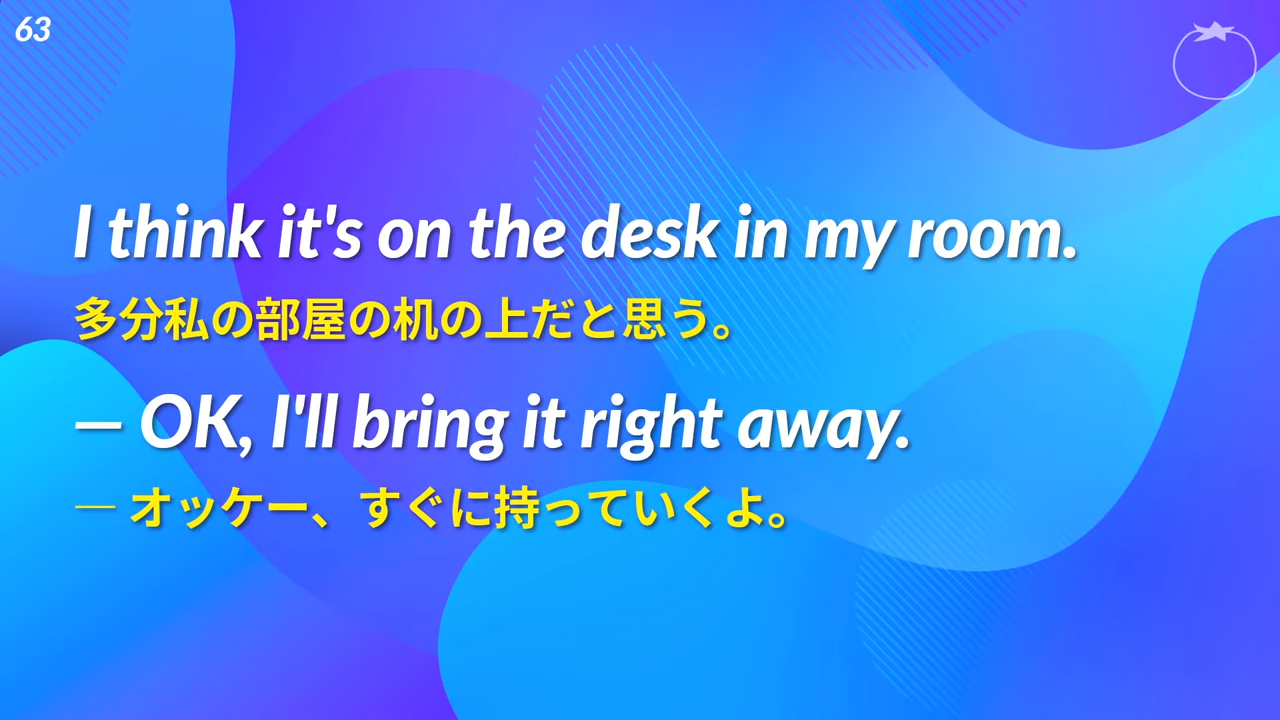 63
I think it's on the desk in my room.
多分私の部屋の机の上だと思う。
— OK, I'll bring it right away.
— オッケー、すぐに持っていくよ。